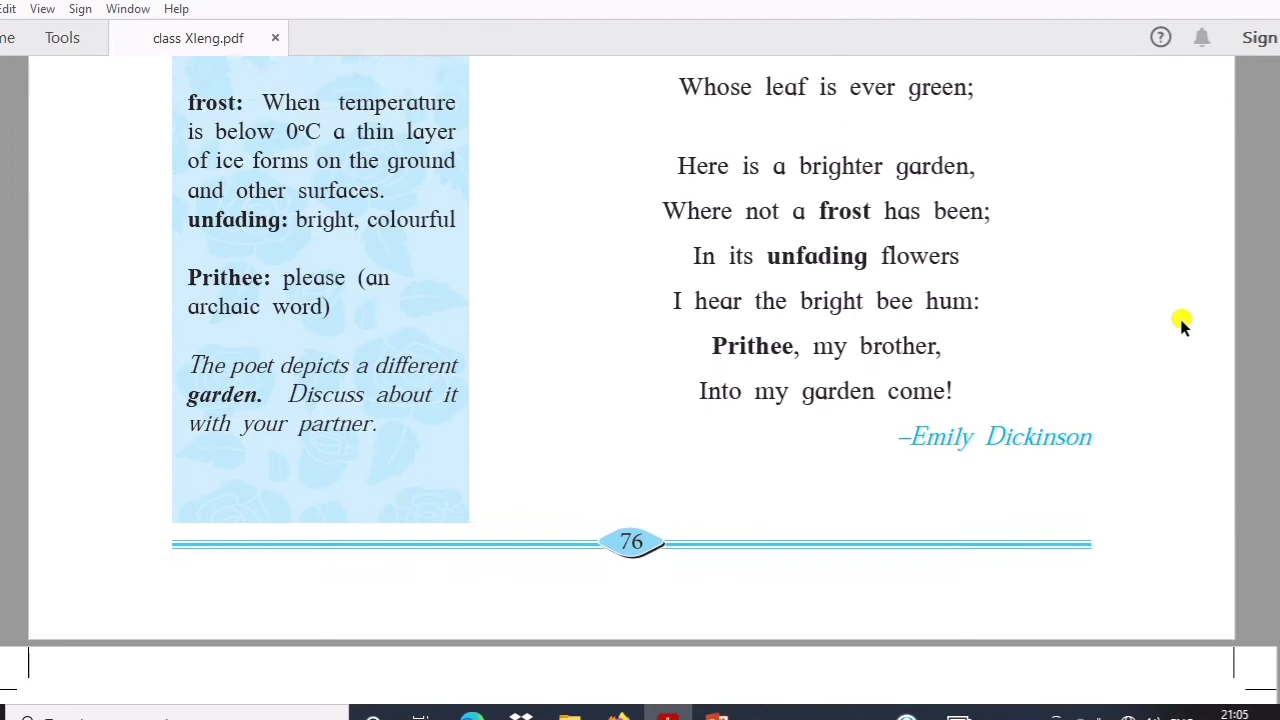 Edit View Sign Window Help
me Tools class XIeng.pdf × ? Sign
frost: When temperature
is below 0°C a thin layer
of ice forms on the ground
and other surfaces.
unfading: bright, colourful
Prithee: please (an
archaic word)
The poet depicts a different
garden. Discuss about it
with your partner.
Whose leaf is ever green;
Here is a brighter garden,
Where not a frost has been;
In its unfading flowers
I hear the bright bee hum:
Prithee, my brother,
Into my garden come!
–Emily Dickinson
76
21:05